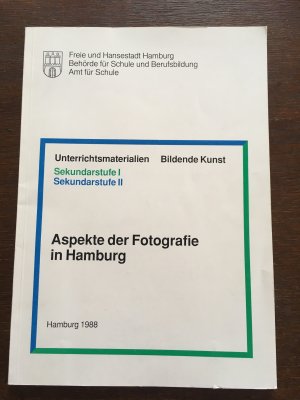 Freie und Hansestadt Hamburg
Behörde für Schule und Berufsbildung
Amt für Schule
Unterrichtsmaterialien Bildende Kunst
Sekundarstufe I
Sekundarstufe II
Aspekte der Fotografie
in Hamburg
Hamburg 1988